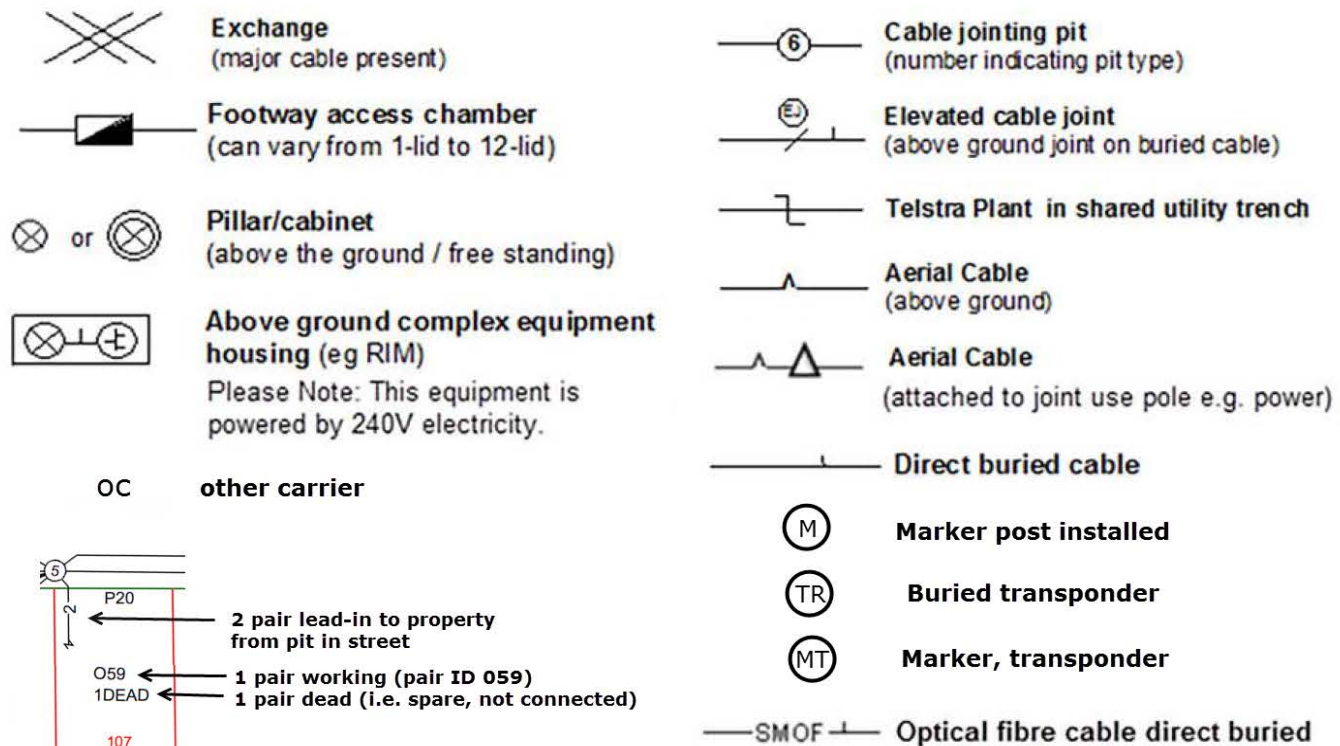 Exchange
(major cable present)
Footway access chamber
(can vary from 1-lid to 12-lid)
or
Pillar/cabinet
(above the ground / free standing)
Above ground complex equipment
housing (eg RIM)
Please Note: This equipment is
powered by 240V electricity.
OC other carrier
5
P20
2
2 pair lead-in to property
from pit in street
O59
1 pair working (pair ID 059)
1DEAD
1 pair dead (i.e. spare, not connected)
107
6
Cable jointing pit
(number indicating pit type)
EJ
Elevated cable joint
(above ground joint on buried cable)
Telstra Plant in shared utility trench
Aerial Cable
(above ground)
Aerial Cable
(attached to joint use pole e.g. power)
Direct buried cable
M Marker post installed
TR Buried transponder
MT Marker, transponder
SMOF Optical fibre cable direct buried